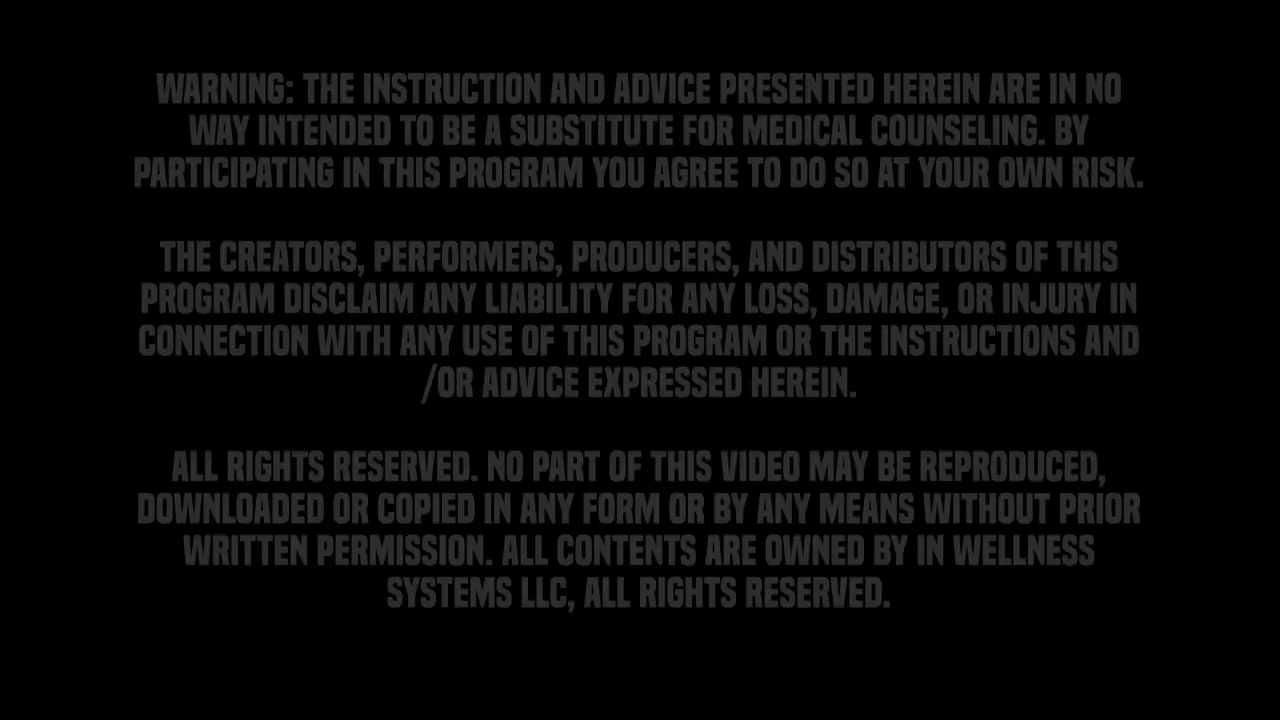 WARNING: THE INSTRUCTION AND ADVICE PRESENTED HEREIN ARE IN NO
WAY INTENDED TO BE A SUBSTITUTE FOR MEDICAL COUNSELING. BY
PARTICIPATING IN THIS PROGRAM YOU AGREE TO DO SO AT YOUR OWN RISK.
THE CREATORS, PERFORMERS, PRODUCERS, AND DISTRIBUTORS OF THIS
PROGRAM DISCLAIM ANY LIABILITY FOR ANY LOSS, DAMAGE, OR INJURY IN
CONNECTION WITH ANY USE OF THIS PROGRAM OR THE INSTRUCTIONS AND
/OR ADVICE EXPRESSED HEREIN.
ALL RIGHTS RESERVED. NO PART OF THIS VIDEO MAY BE REPRODUCED,
DOWNLOADED OR COPIED IN ANY FORM OR BY ANY MEANS WITHOUT PRIOR
WRITTEN PERMISSION. ALL CONTENTS ARE OWNED BY IN WELLNESS
SYSTEMS LLC, ALL RIGHTS RESERVED.